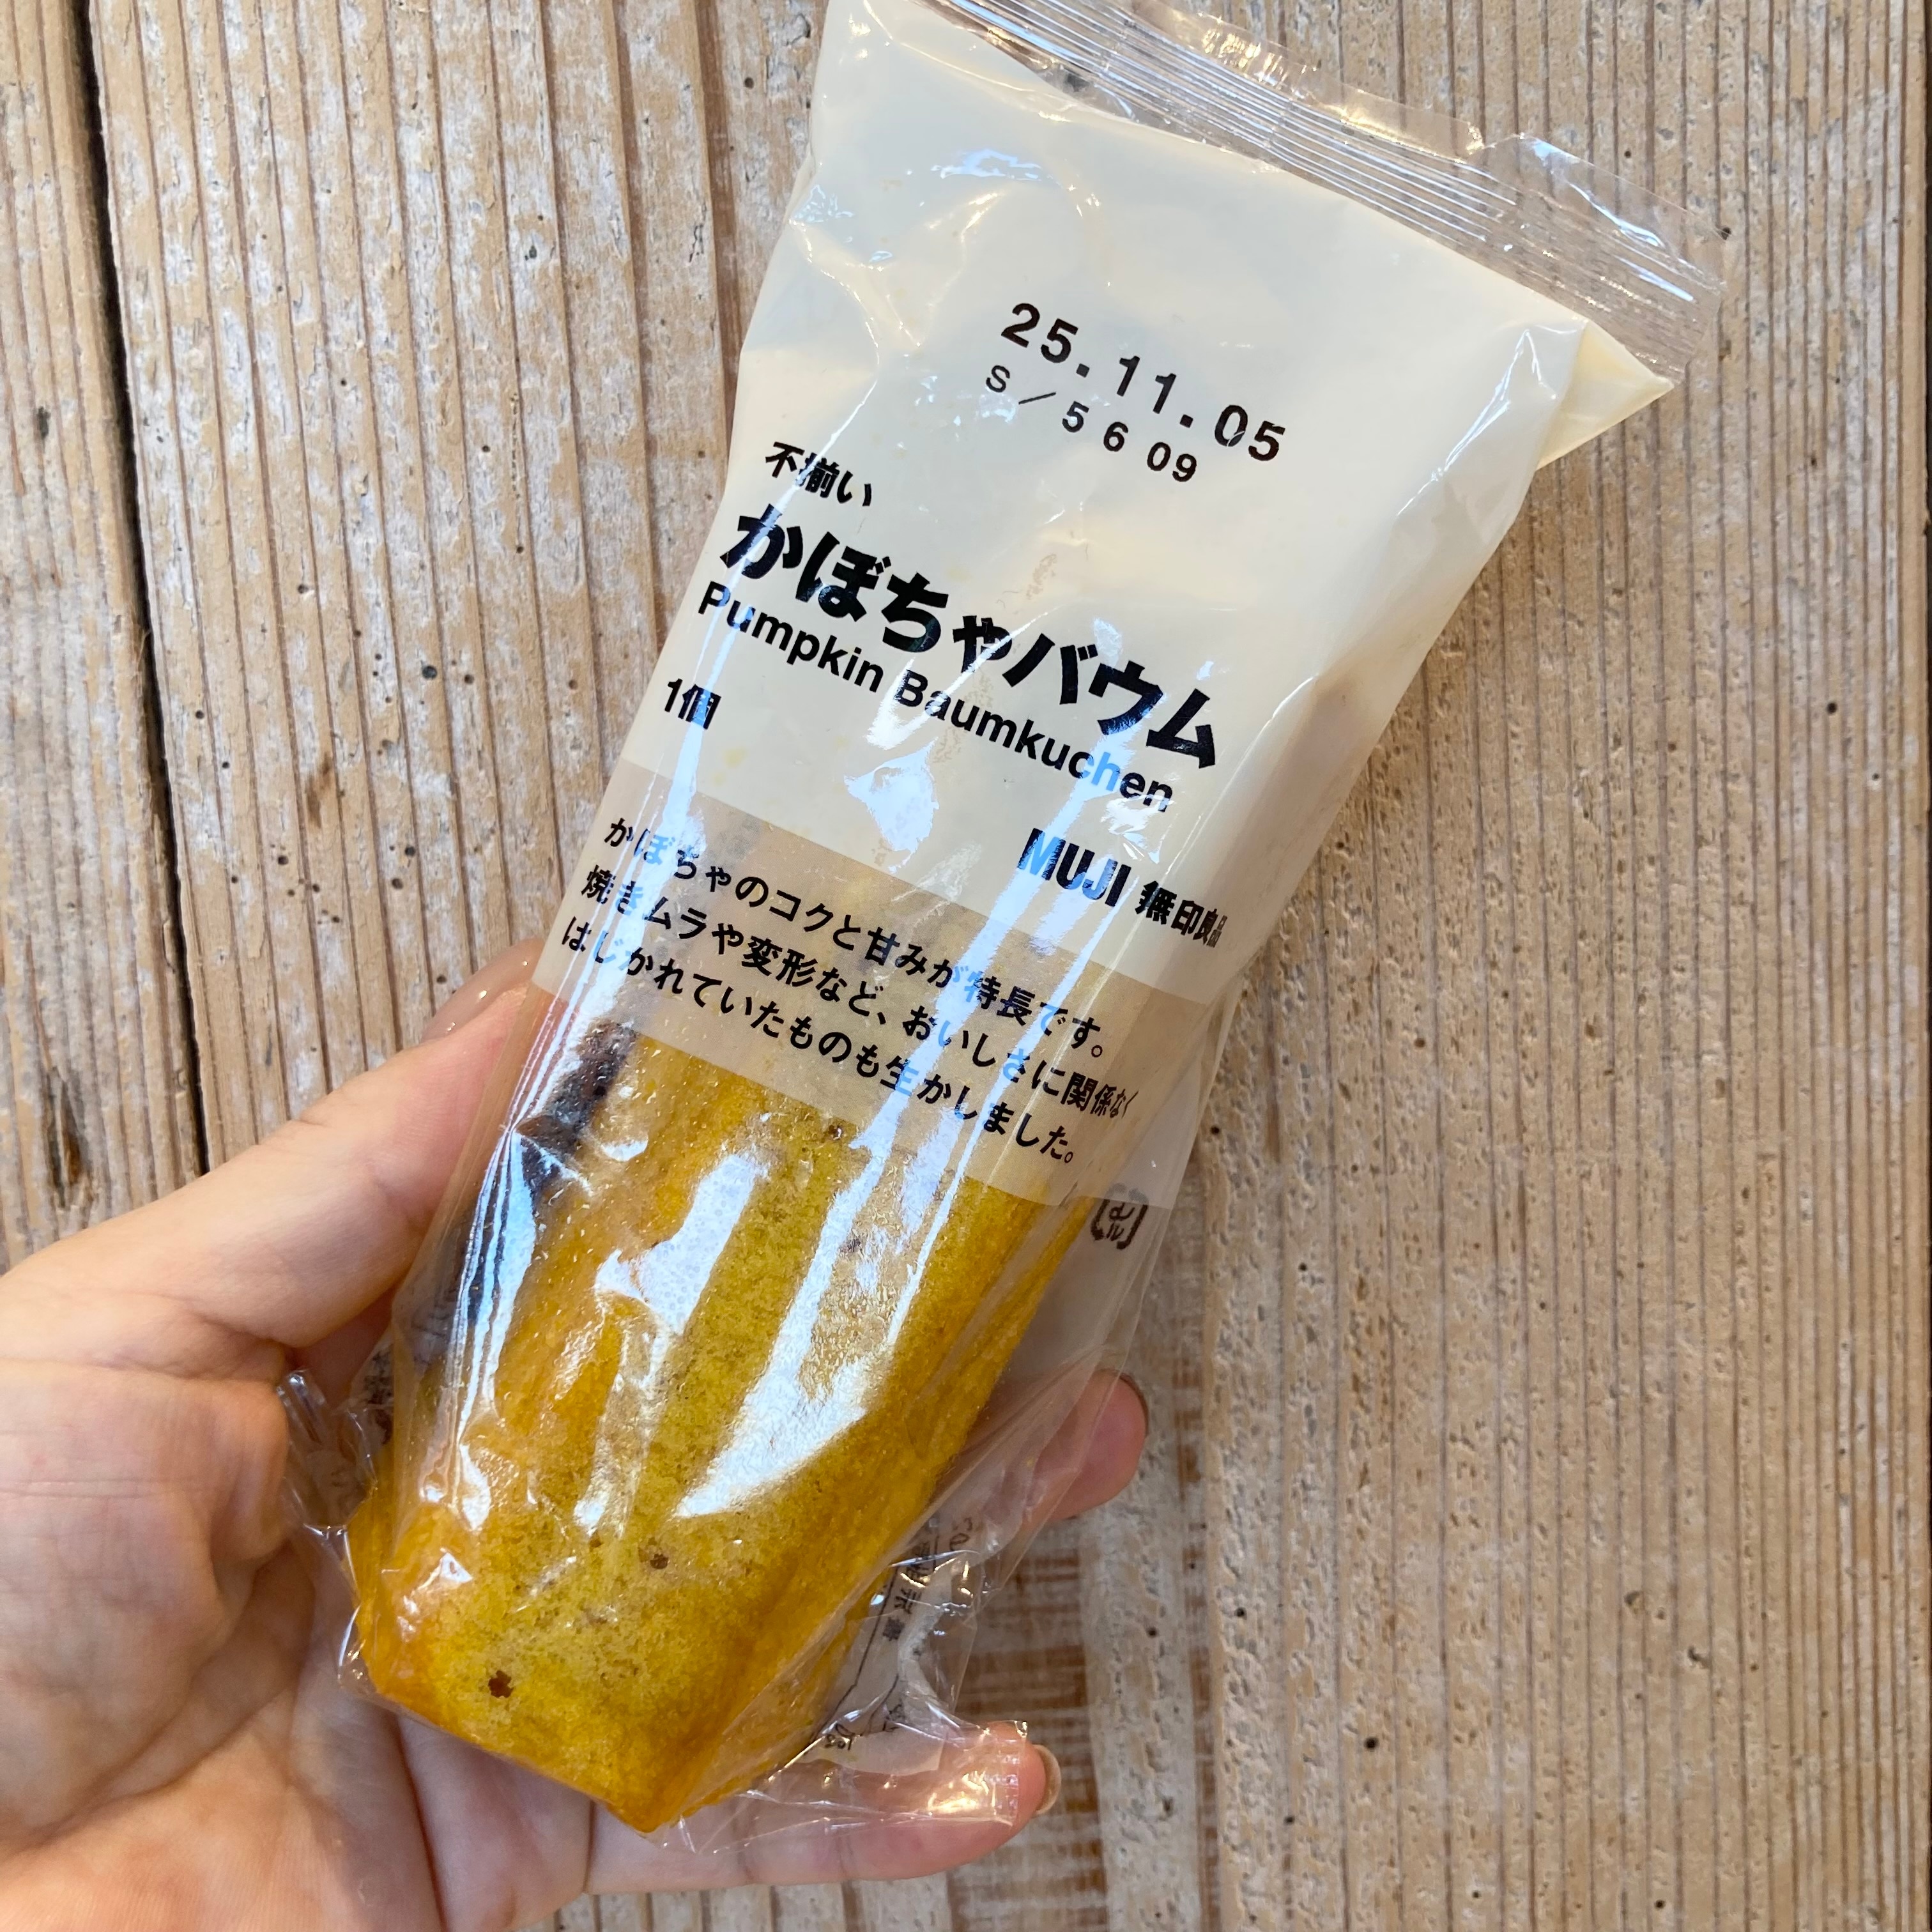 25.11.05
S/5609
不揃い
かぼちゃバウム
Pumpkin Baumkuchen
1個
MUJI 無印良品
かぼちゃのコクと甘みが特長です。
焼きムラや変形など、おいしさに関係なく
はじかれていたものも生かしました。